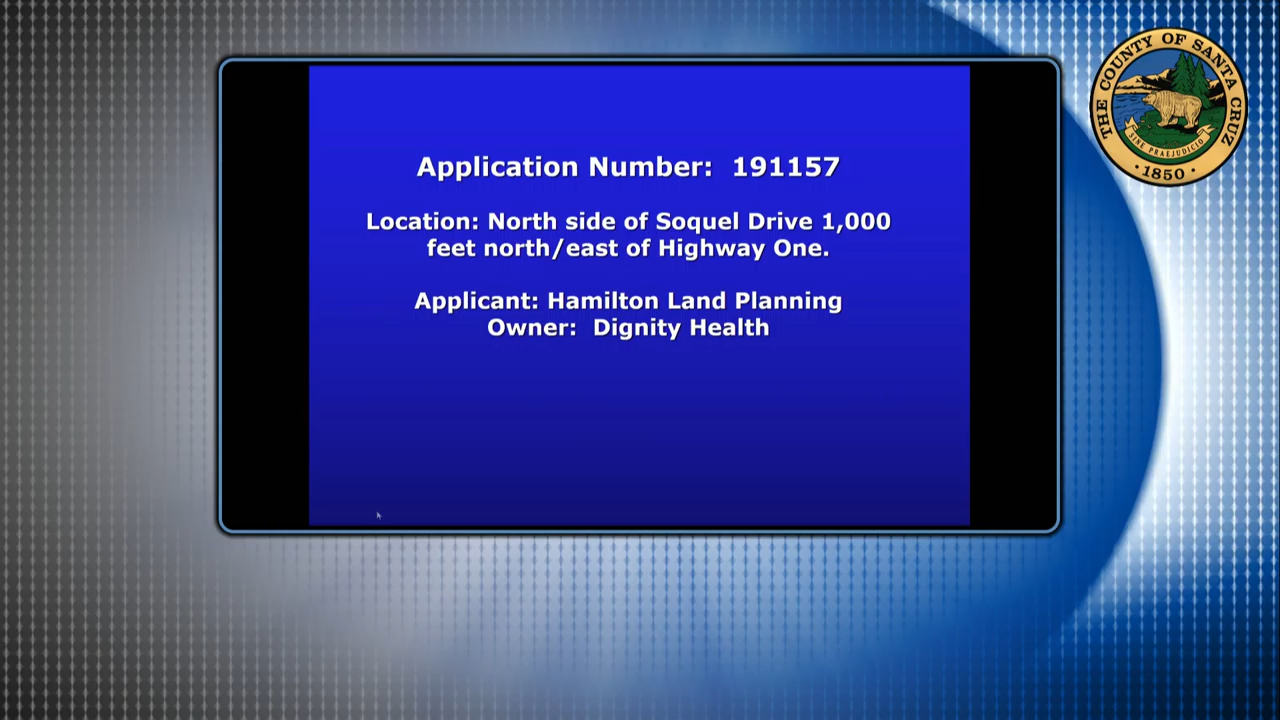 Application Number:  191157
Location: North side of Soquel Drive 1,000
feet north/east of Highway One.
Applicant: Hamilton Land Planning
Owner:  Dignity Health
THE COUNTY OF SANTA CRUZ
SINE PRAEJUDICIO
· 1850 ·